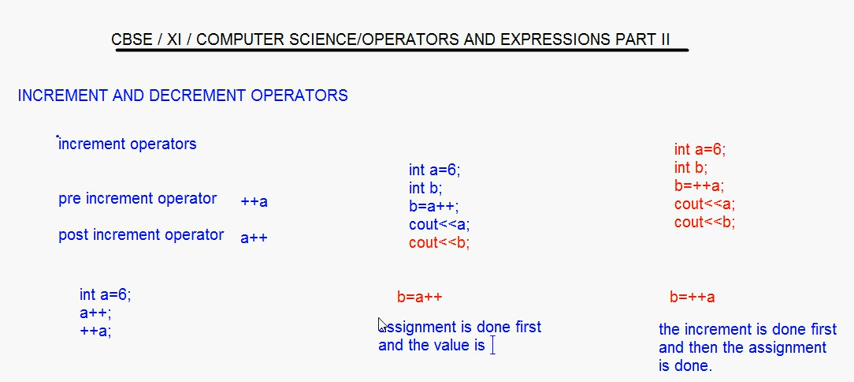 CBSE / XI / COMPUTER SCIENCE/OPERATORS AND EXPRESSIONS PART II
INCREMENT AND DECREMENT OPERATORS
increment operators
pre increment operator ++a
post increment operator a++
int a=6;
a++;
++a;
int a=6;
int b;
b=a++;
cout<<a;
cout<<b;
b=a++
assignment is done first
and the value is
int a=6;
int b;
b=++a;
cout<<a;
cout<<b;
b=++a
the increment is done first
and then the assignment
is done.